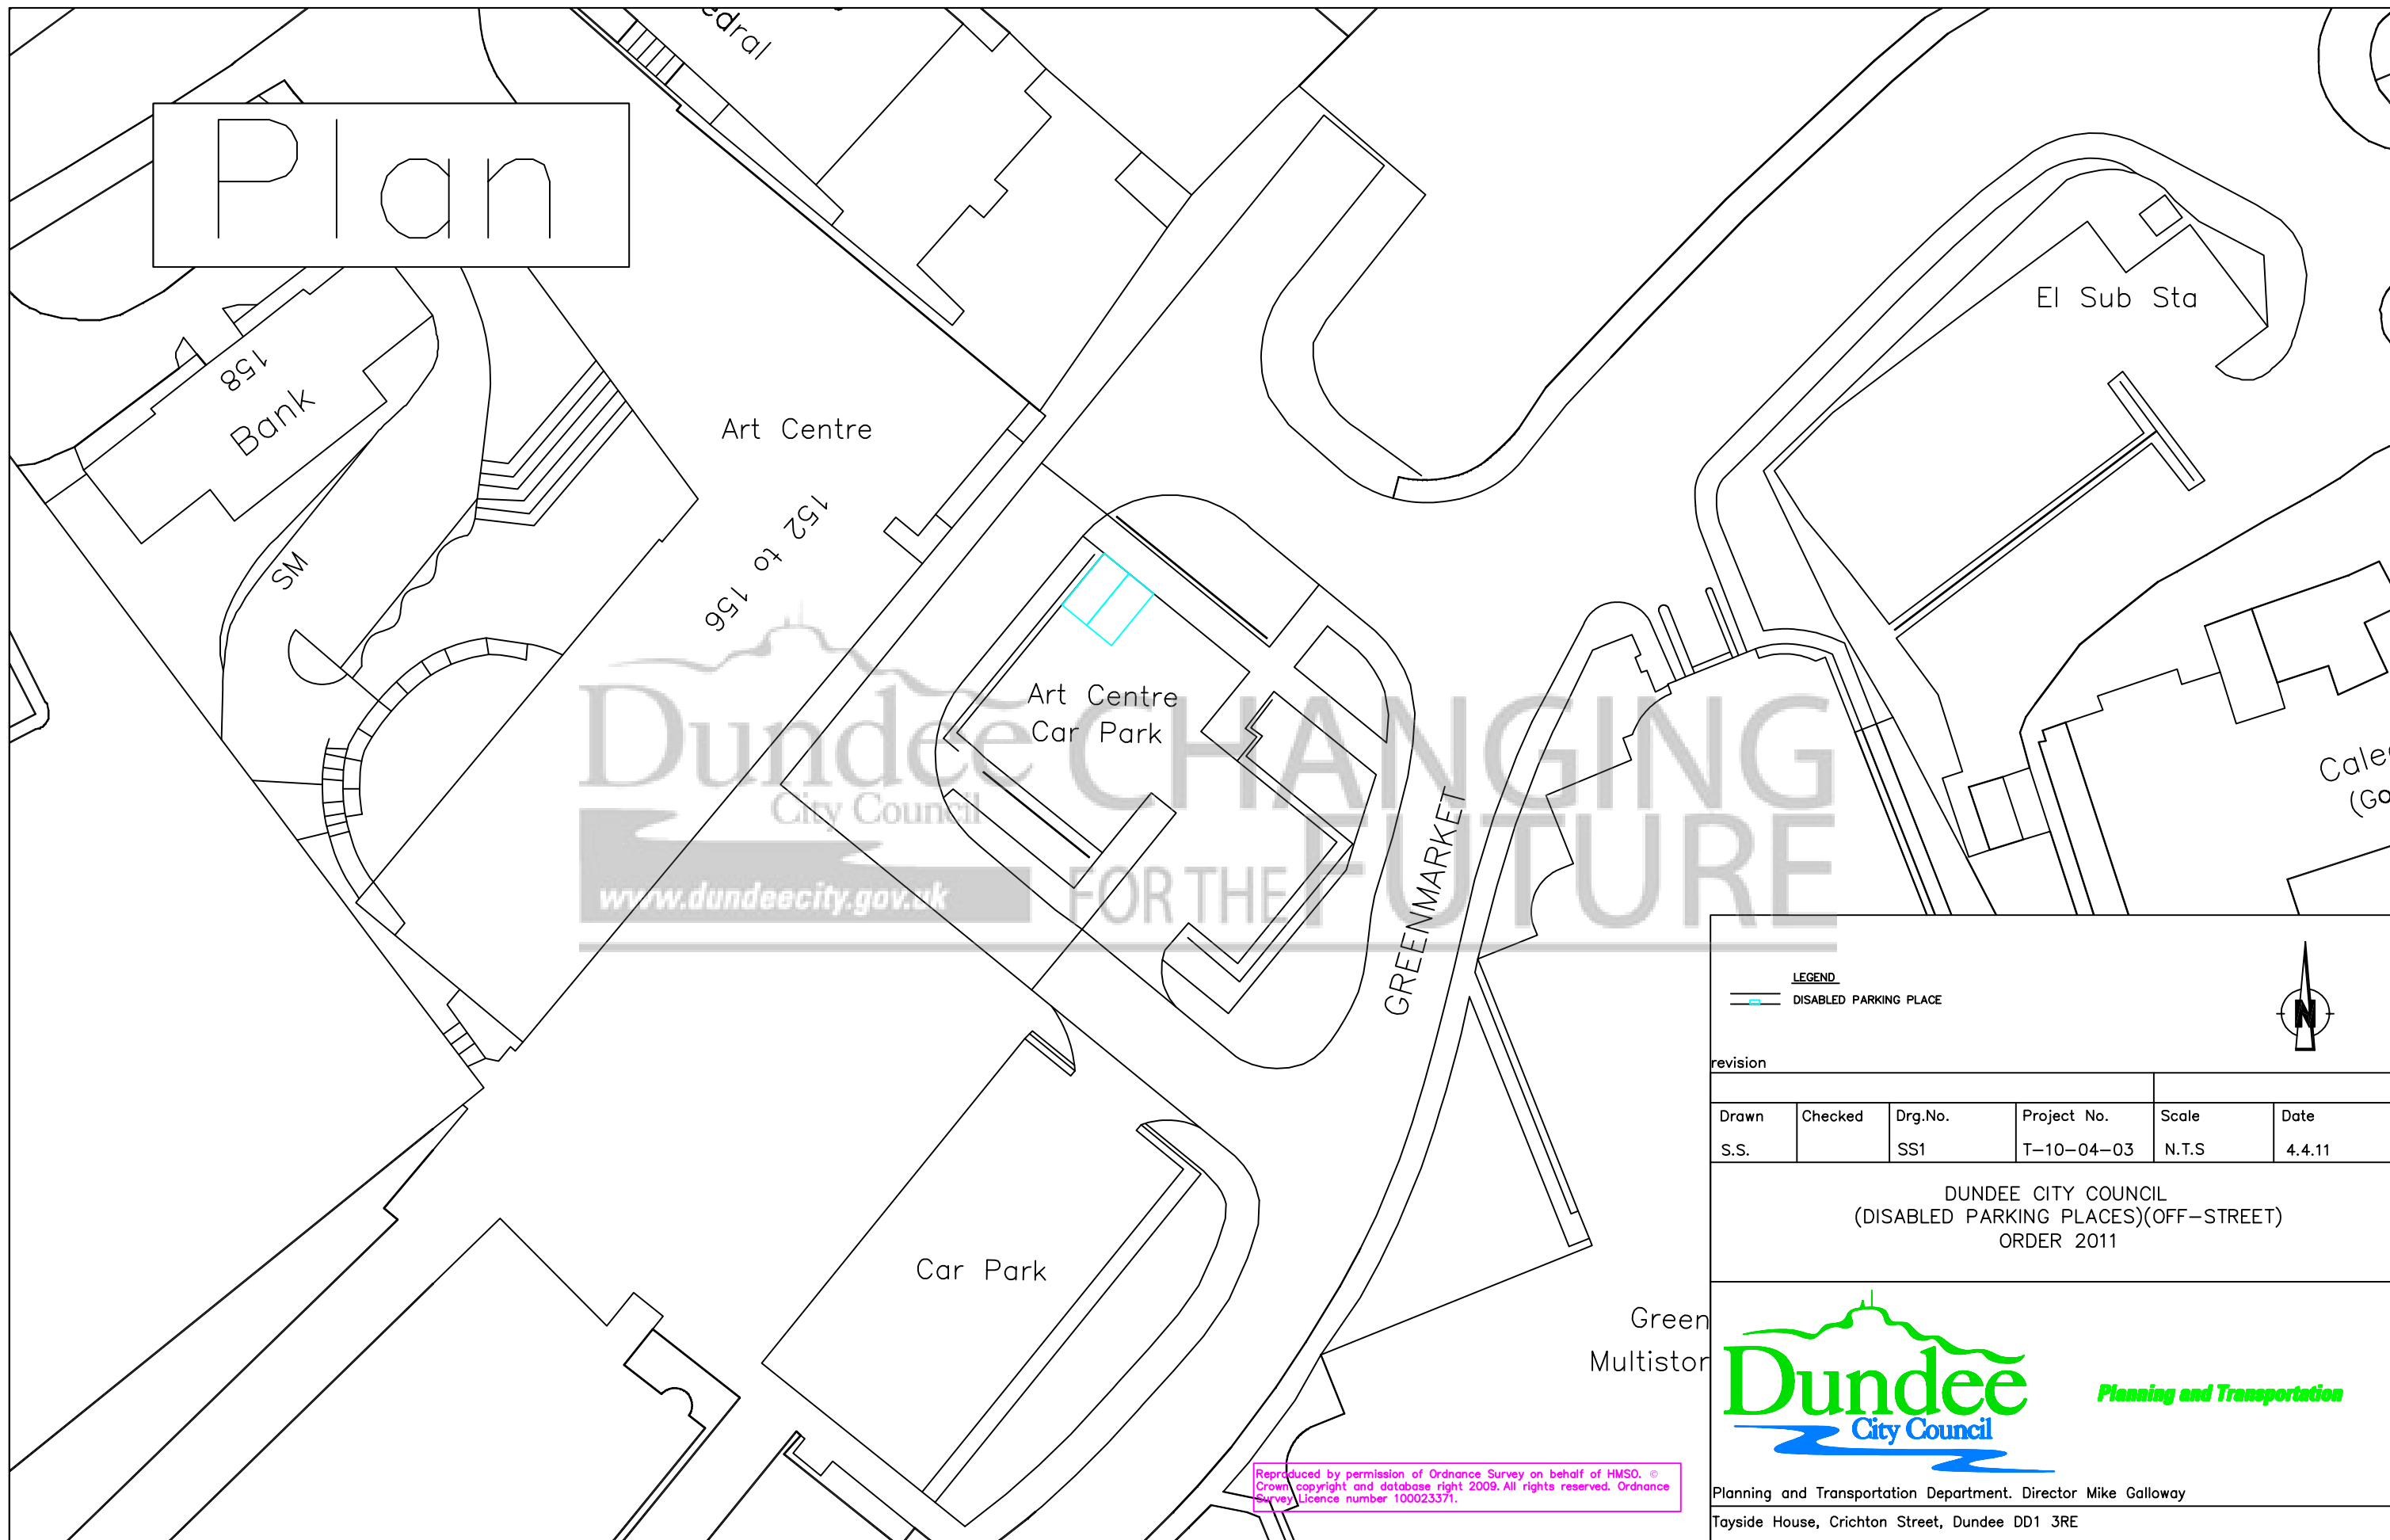 Plan
158
Bank
SM
Art Centre
152 to 156
Art Centre
Car Park
El Sub Sta
GREENMARKET
Car Park
Green
Multistor
Dundee
City Council
www.dundeecity.gov.uk
CHANGING
FOR THE FUTURE
LEGEND
DISABLED PARKING PLACE
N
revision
Drawn Checked Drg.No. Project No. Scale Date
S.S. SS1 T-10-04-03 N.T.S 4.4.11
DUNDEE CITY COUNCIL
(DISABLED PARKING PLACES)(OFF-STREET)
ORDER 2011
Dundee
City Council
Planning and Transportation
Planning and Transportation Department. Director Mike Galloway
Tayside House, Crichton Street, Dundee DD1 3RE
Reproduced by permission of Ordnance Survey on behalf of HMSO. ©
Crown copyright and database right 2009. All rights reserved. Ordnance
Survey Licence number 100023371.